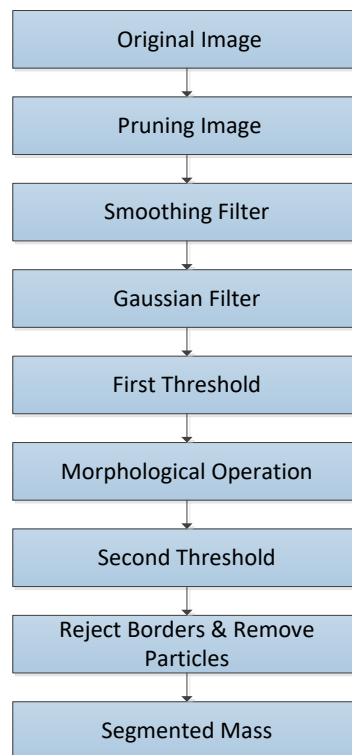 Original Image
Pruning Image
Smoothing Filter
Gaussian Filter
First Threshold
Morphological Operation
Second Threshold
Reject Borders & Remove
Particles
Segmented Mass